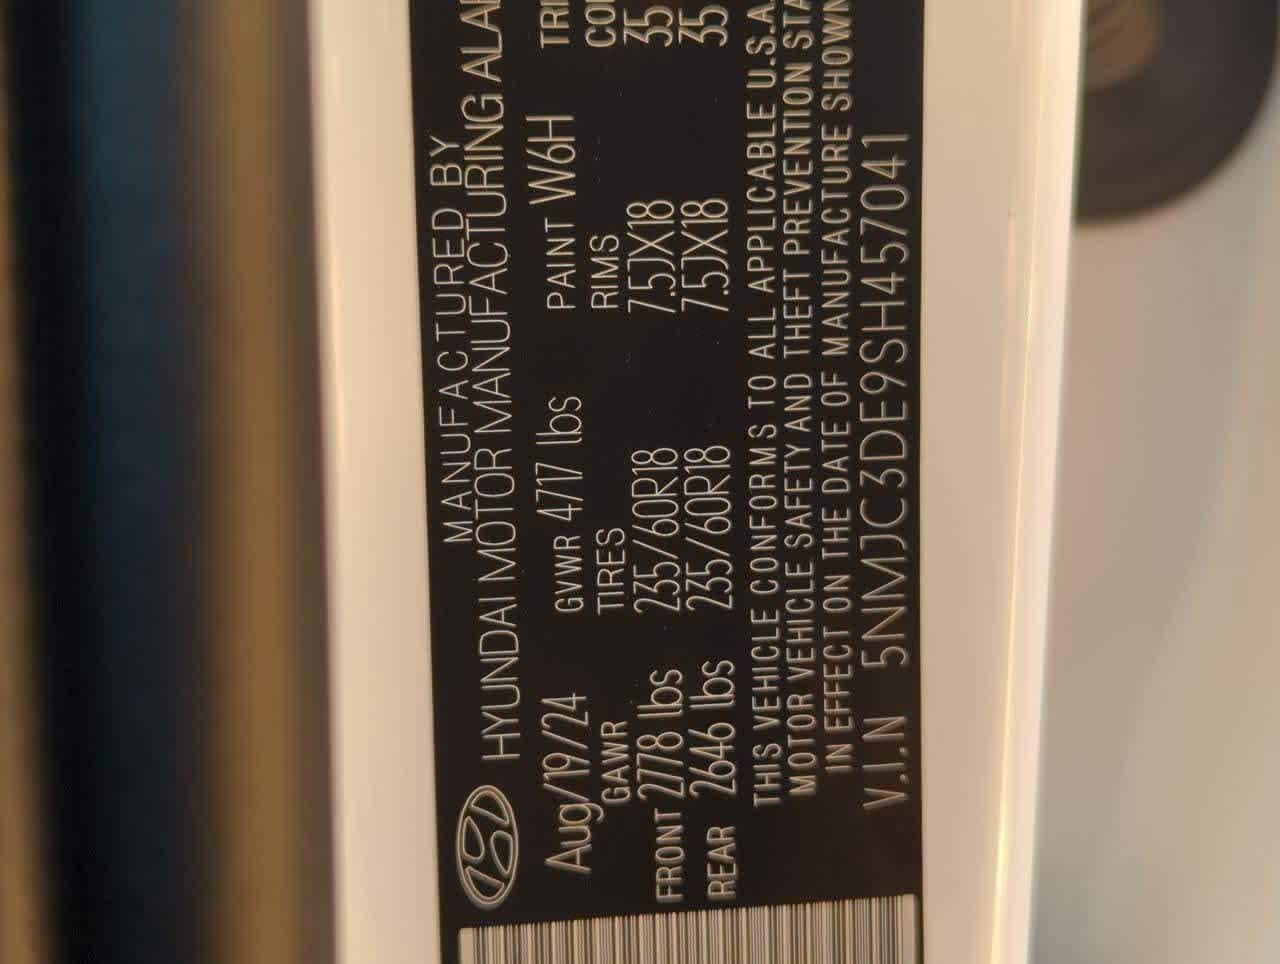 MANUFACTURED BY
HYUNDAI MOTOR MANUFACTURING
Aug/19/24 GVWR 4717 lbs PAINT W6H
GAWR TIRES RIMS
FRONT 2778 lbs 235/60R18 7.5JX18 35
REAR 2646 lbs 235/60R18 7.5JX18 35
THIS VEHICLE CONFORMS TO ALL APPLICABLE U.S.A.
MOTOR VEHICLE SAFETY AND THEFT PREVENTION
IN EFFECT ON THE DATE OF MANUFACTURE SHOWN
V.I.N 5NMJC3DE9SH457041